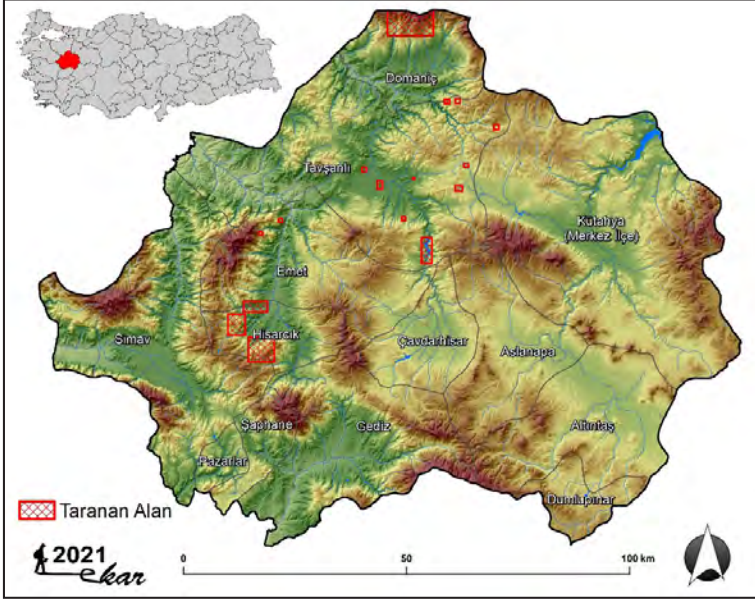 Domaniç
Tavşanlı
Kütahya
(Merkez İlçe)
Emet
Hisarcık
Simav
Çavdarhisar
Aslanapa
Şaphane
Gediz
Altıntaş
Pazarlar
Dumlupınar
Taranan Alan
2021
ekar
0
50
100 km